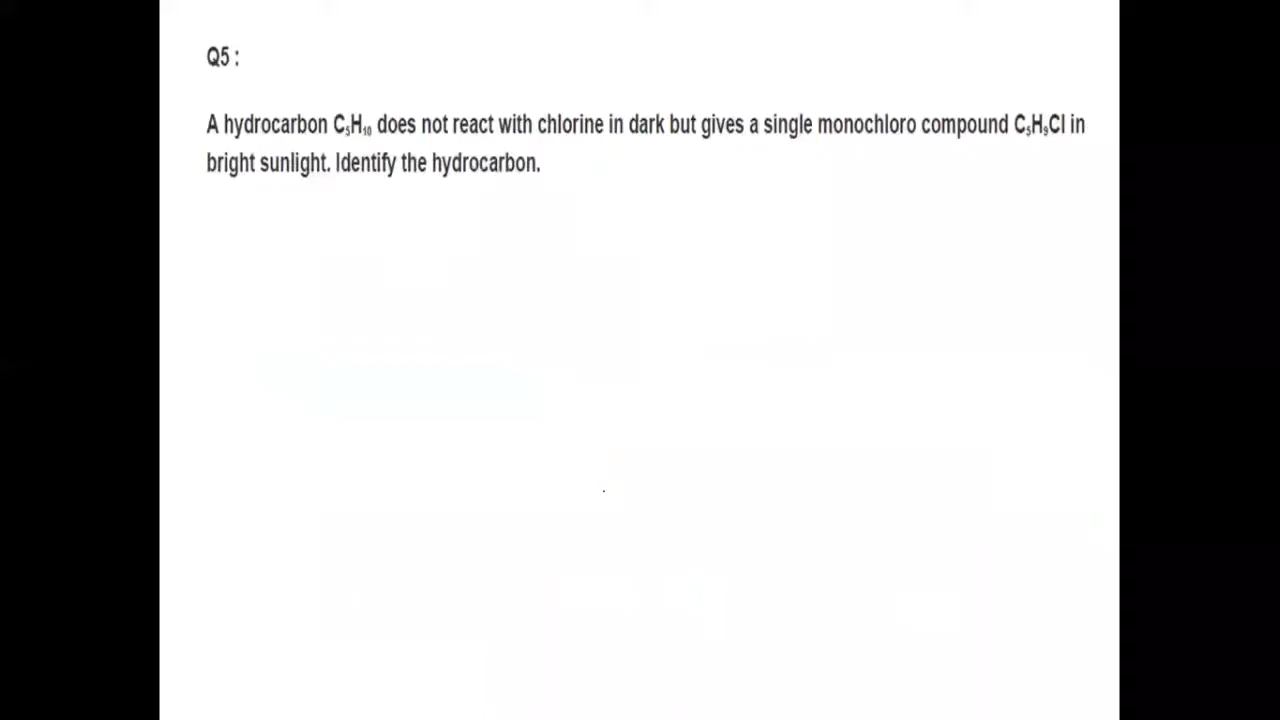 Q5 :
A hydrocarbon C₅H₁₀ does not react with chlorine in dark but gives a single monochloro compound C₅H₉Cl in
bright sunlight. Identify the hydrocarbon.